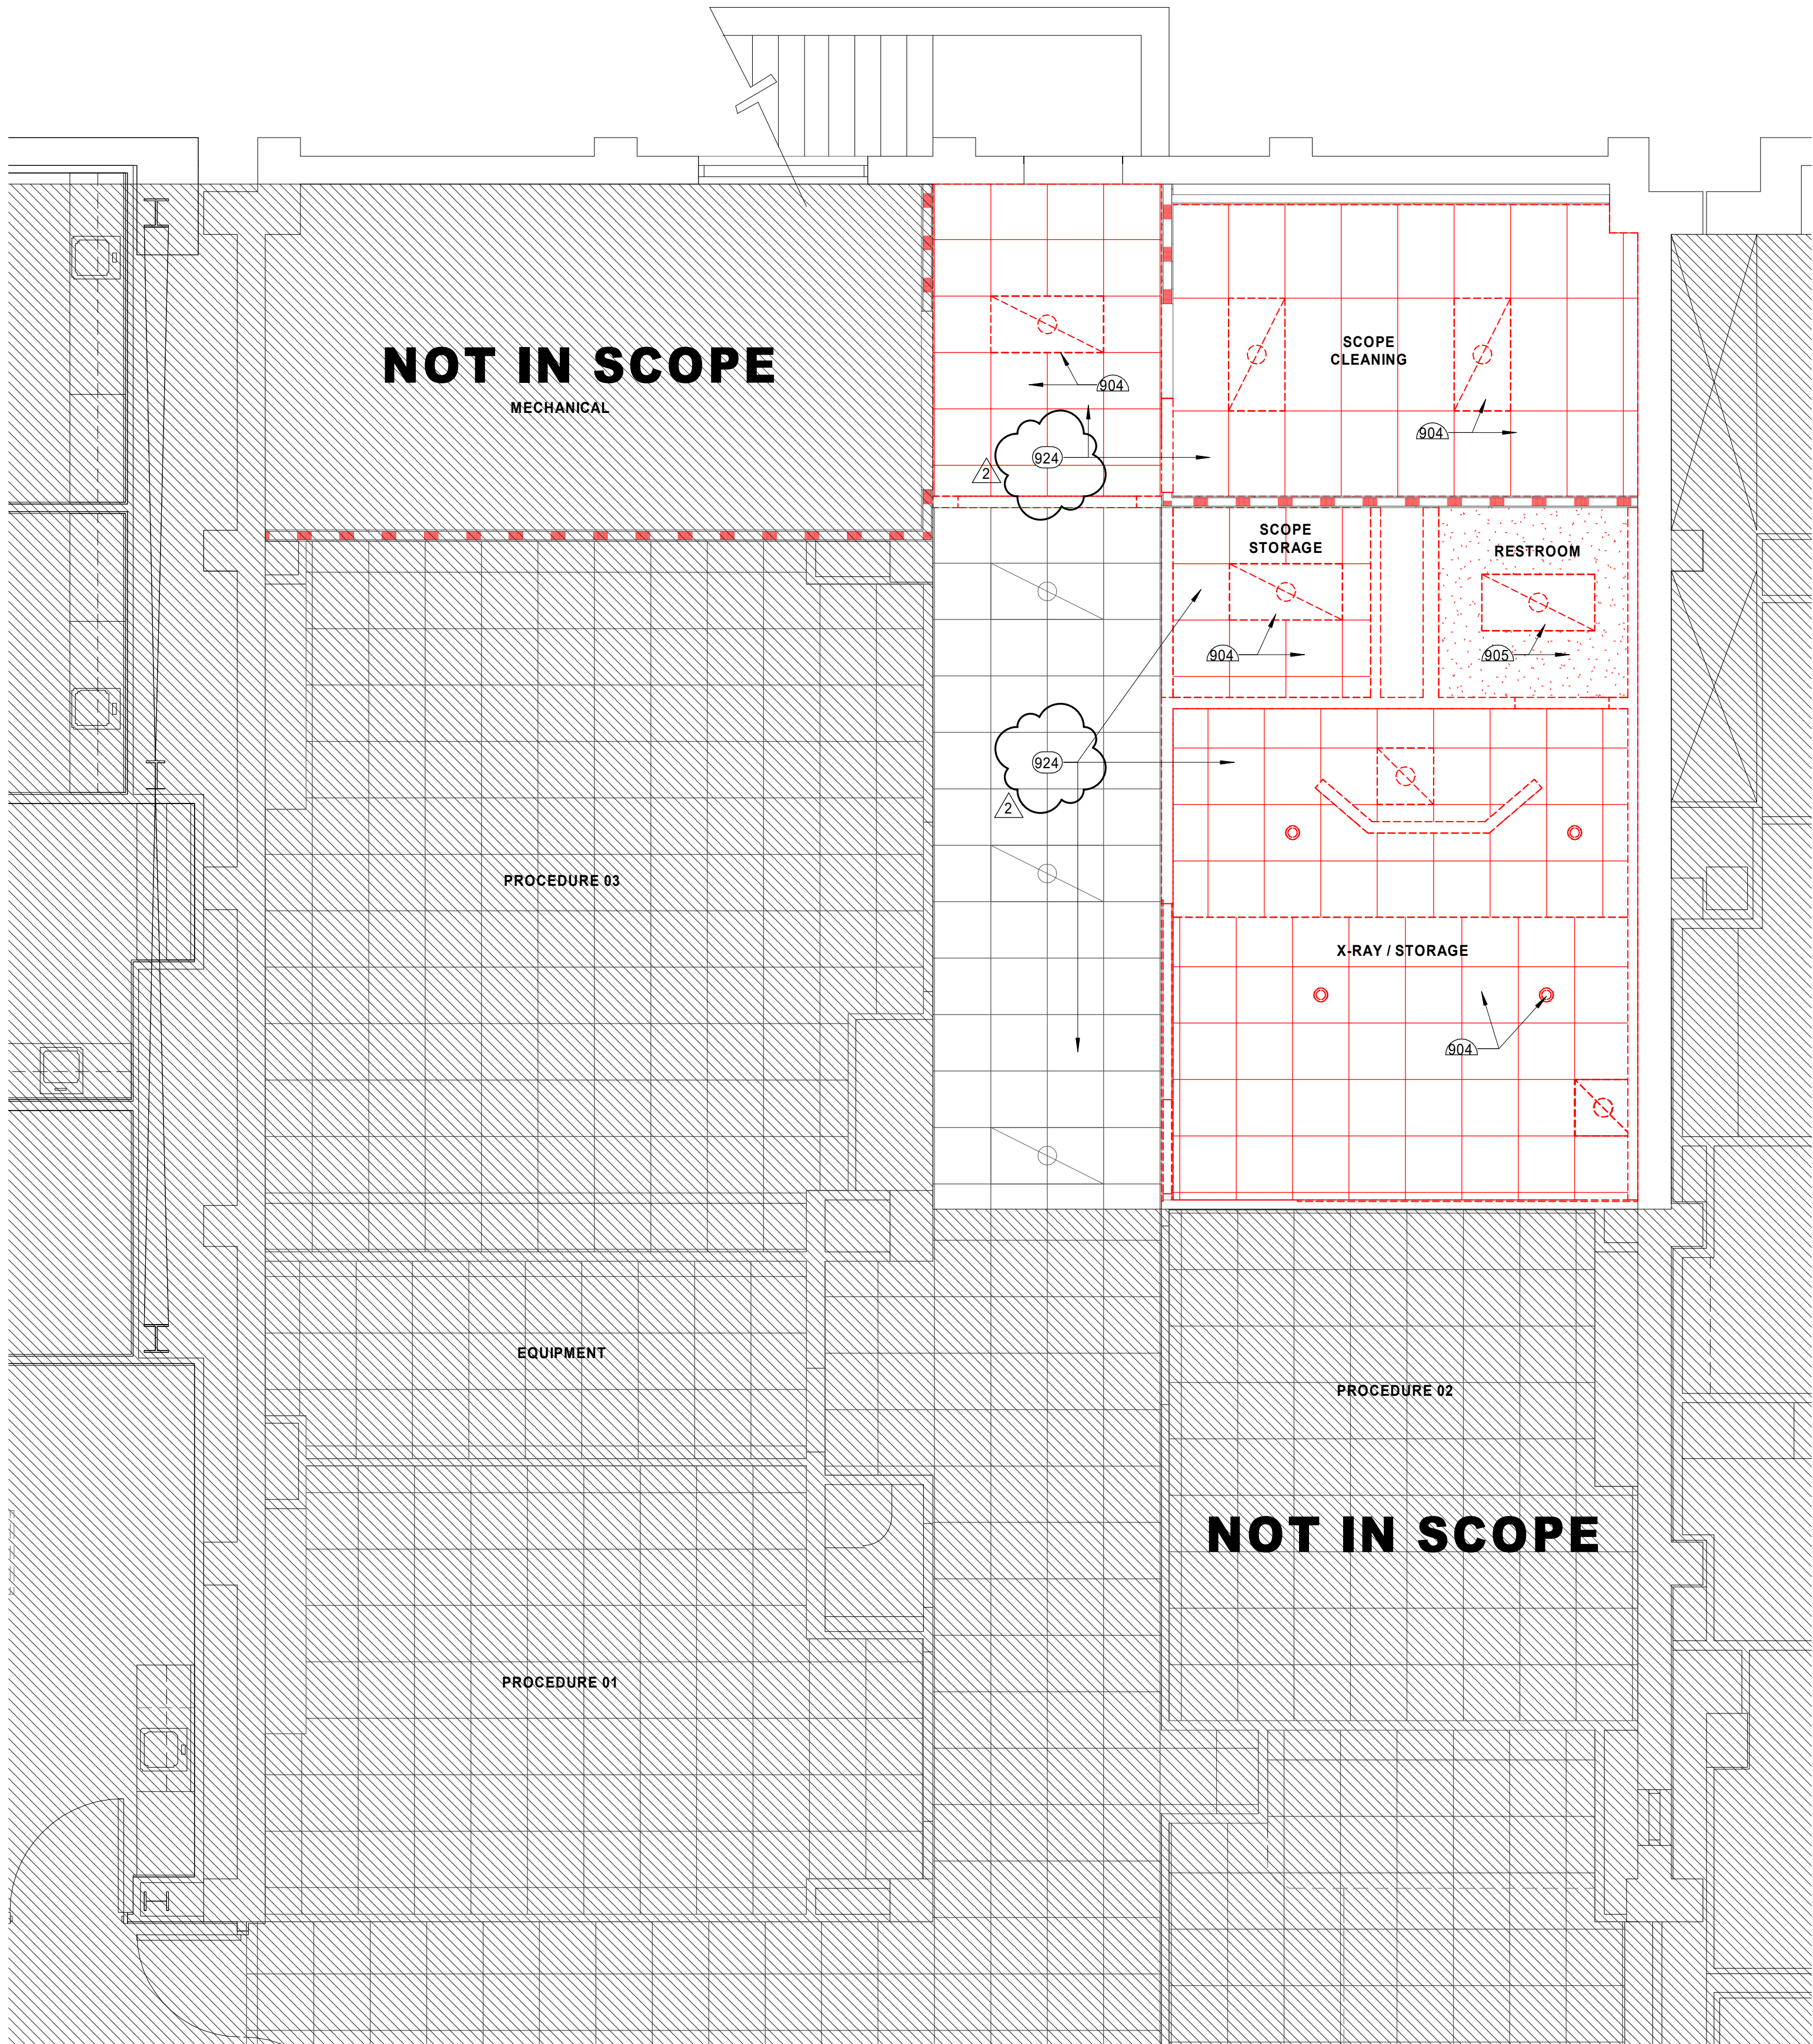 NOT IN SCOPE
MECHANICAL
904
SCOPE
CLEANING
904
924
2
SCOPE
STORAGE
RESTROOM
904
905
924
2
PROCEDURE 03
X-RAY / STORAGE
904
EQUIPMENT
PROCEDURE 02
NOT IN SCOPE
PROCEDURE 01